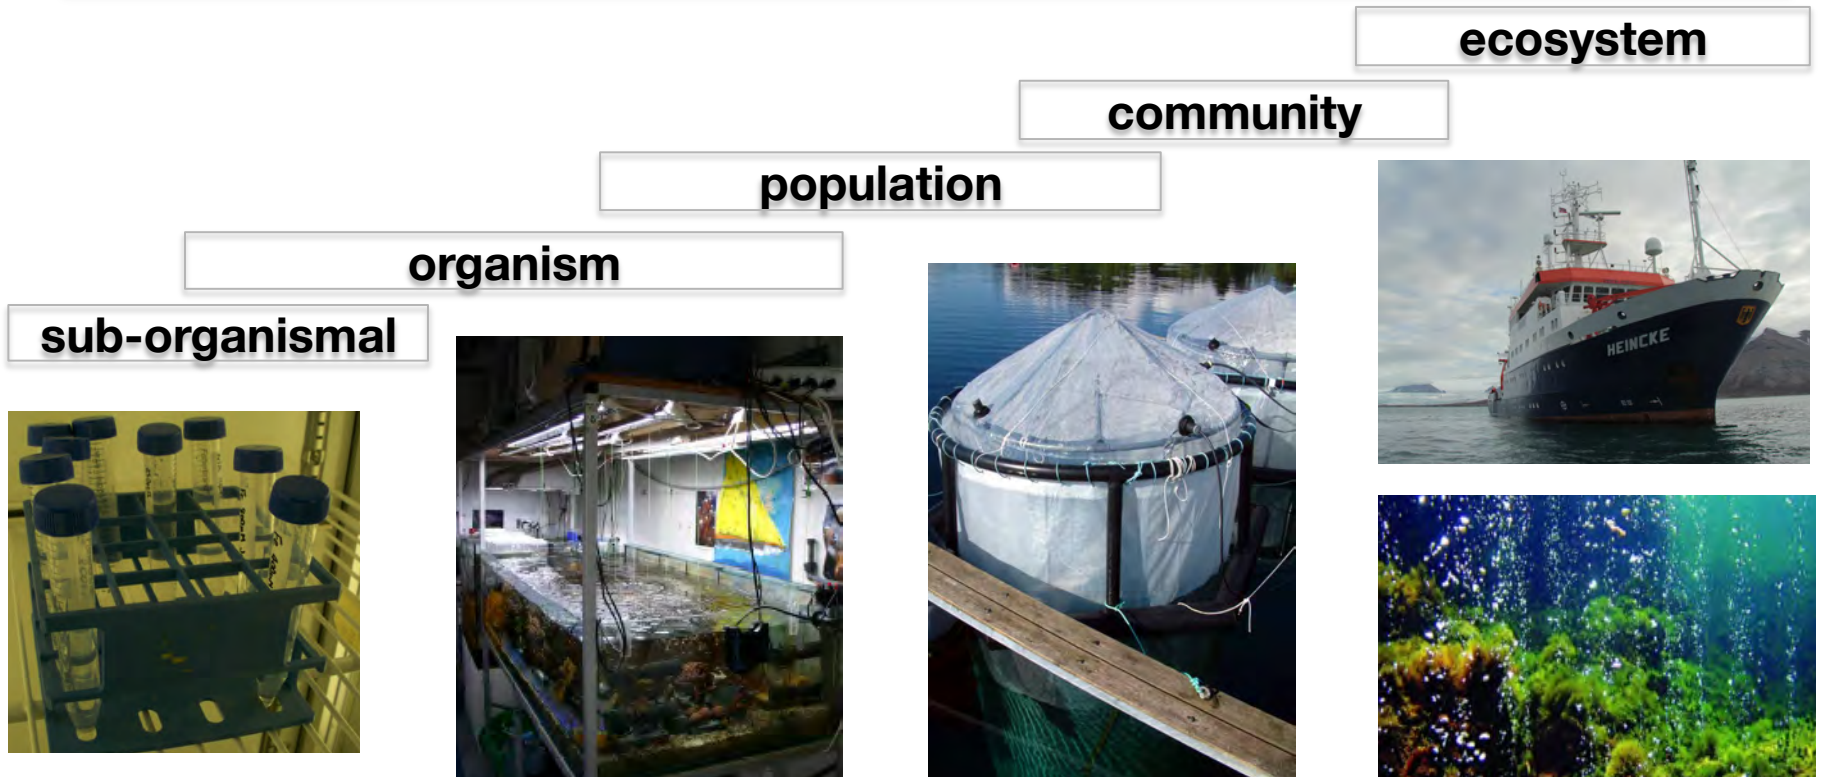 ecosystem
community
population
organism
sub-organismal
HEINCKE